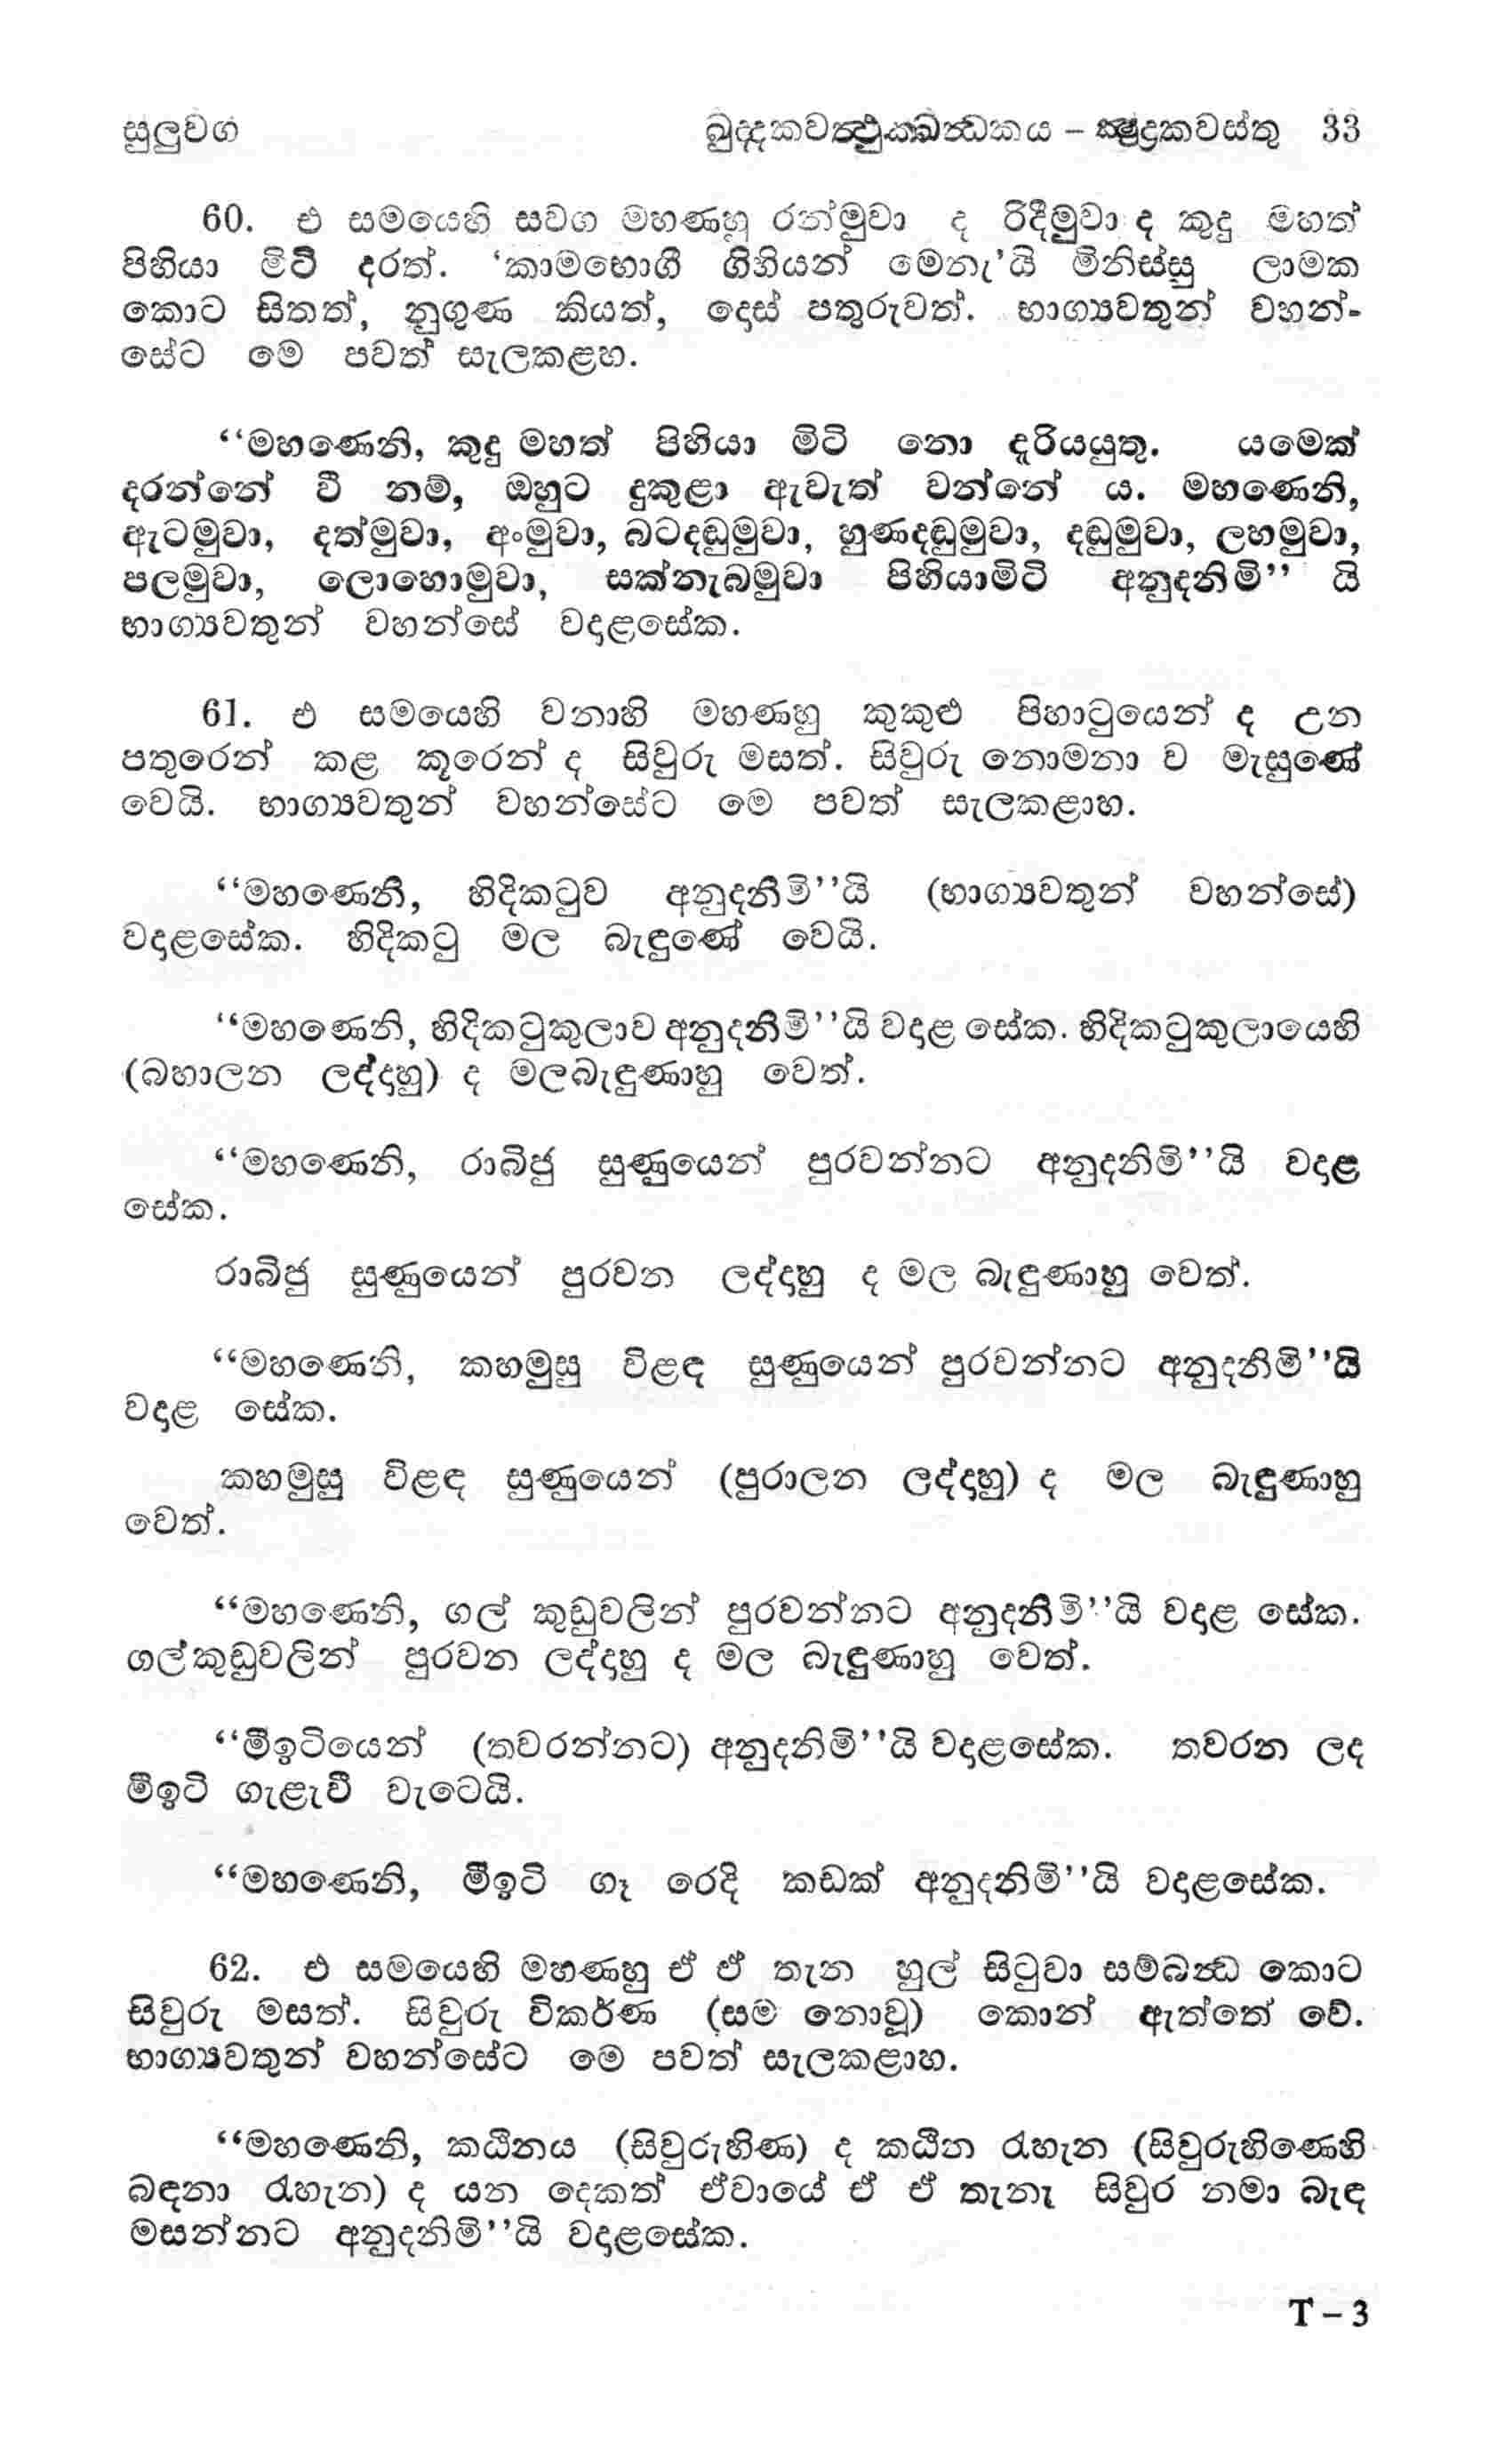 සුලුවග බුද්දකවත්‍ථුක්ඛන්‍ධකය – ක්‍ෂුද්‍රකවස්තු 33
60. එ සමයෙහි සවග මහණහු රන්මුවා ද රිදීමුවා ද කුදු මහත්
පිහියා මිටි දරත්. ‘කාමභොගී ගිහියන් මෙනැ’යි මිනිස්සු ලාමක
කොට සිතත්, නුගුණ කියත්, දොස් පතුරුවත්. භාග්‍යවතුන් වහන්-
සේට මෙ පවත් සැලකළහ.
“මහණෙනි, කුදු මහත් පිහියා මිටි නො දැරියයුතු. යමෙක්
දරන්නේ වී නම්, ඔහුට දුකුළා ඇවැත් වන්නේ ය. මහණෙනි,
ඇටමුවා, දත්මුවා, අංමුවා, බටදඬුමුවා, හුණදඬුමුවා, දඬුමුවා, ලහමුවා,
පලමුවා, ලොහොමුවා, සක්නැබමුවා පිහියාමිටි අනුදනිමි” යි
භාග්‍යවතුන් වහන්සේ වදළසේක.
61. එ සමයෙහි වනාහි මහණහු කුකුළු පිහාටුයෙන් ද උන
පතුරෙන් කළ කූරෙන් ද සිවුරු මසත්. සිවුරු නොමනා ව මැසුණේ
වෙයි. භාග්‍යවතුන් වහන්සේට මෙ පවත් සැලකළාහ.
“මහණෙනි, හිදිකටුව අනුදනිමි”යි (භාග්‍යවතුන් වහන්සේ)
වදළසේක. හිදිකටු මල බැඳුණේ වෙයි.
“මහණෙනි, හිදිකටුකුලාව අනුදනිමි”යි වදළ සේක. හිදිකටුකුලායෙහි
(බහාලන ලද්දහු) ද මලබැඳුණාහු වෙත්.
“මහණෙනි, රාබිජු සුණුයෙන් පුරවන්නට අනුදනිමි”යි වදළ
සේක.
රාබිජු සුණුයෙන් පුරවන ලද්දහු ද මල බැඳුණාහු වෙත්.
“මහණෙනි, කහමුසු විළඳ සුණුයෙන් පුරවන්නට අනුදනිමි”යි
වදළ සේක.
කහමුසු විළඳ සුණුයෙන් (පුරාලන ලද්දහු) ද මල බැඳුණාහු
වෙත්.
“මහණෙනි, ගල් කුඩුවලින් පුරවන්නට අනුදනිමි”යි වදළ සේක.
ගල්කුඩුවලින් පුරවන ලද්දහු ද මල බැඳුණාහු වෙත්.
“මීඉටියෙන් (තවරන්නට) අනුදනිමි”යි වදළසේක. තවරන ලද
මීඉටි ගැළැවී වැටෙයි.
“මහණෙනි, මීඉටි ගෑ රෙදි කඩක් අනුදනිමි”යි වදළසේක.
62. එ සමයෙහි මහණහු ඒ ඒ තැන හුල් සිටුවා සම්බන්‍ධ කොට
සිවුරු මසත්. සිවුරු විකර්ණ (සම නොවූ) කොන් ඇත්තේ වේ.
භාග්‍යවතුන් වහන්සේට මෙ පවත් සැලකළාහ.
“මහණෙනි, කඨිනය (සිවුරුහිණ) ද කඨින රැහැන (සිවුරුහිණෙහි
බඳනා රැහැන) ද යන දෙකත් ඒවායේ ඒ ඒ තැනැ සිවුර නමා බැඳ
මසන්නට අනුදනිමි”යි වදළසේක.
T – 3